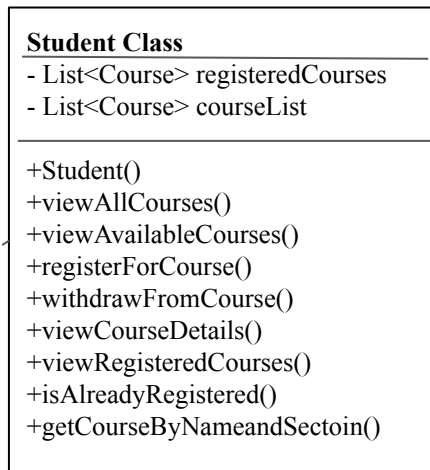 Student Class
- List<Course> registeredCourses
- List<Course> courseList
+Student()
+viewAllCourses()
+viewAvailableCourses()
+registerForCourse()
+withdrawFromCourse()
+viewCourseDetails()
+viewRegisteredCourses()
+isAlreadyRegistered()
+getCourseByNameandSectoin()